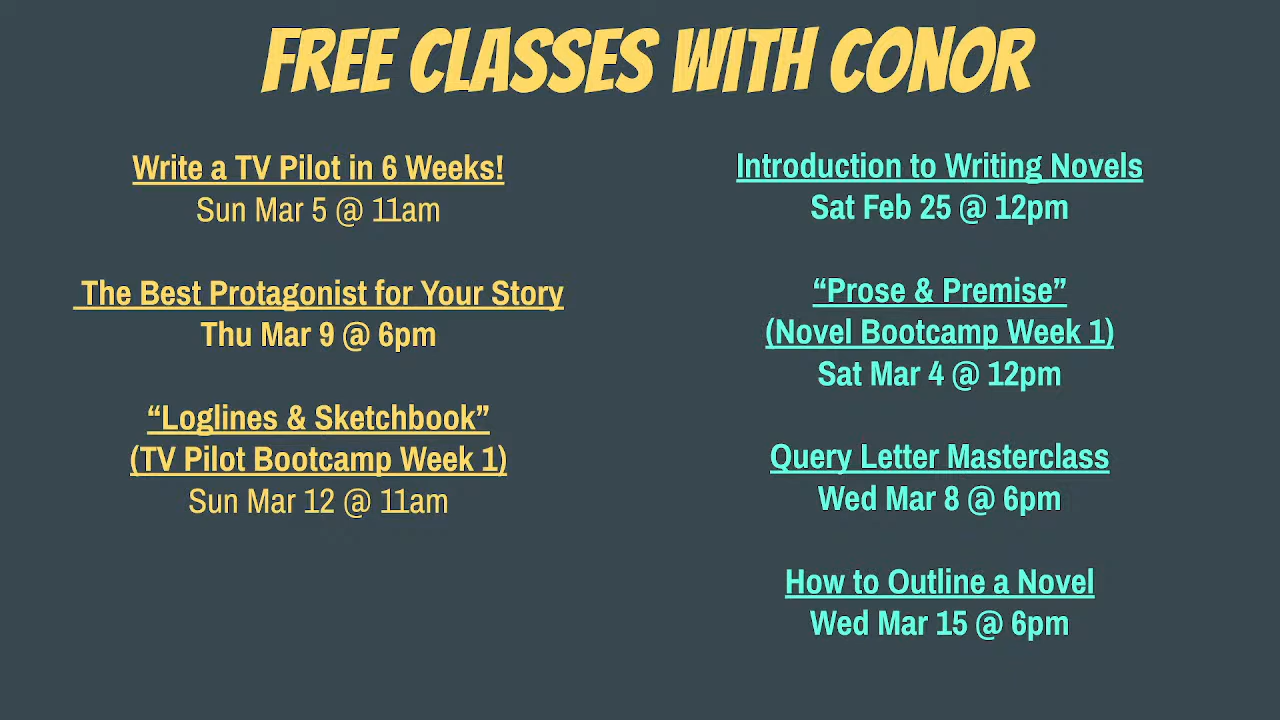 FREE CLASSES WITH CONOR
Write a TV Pilot in 6 Weeks!
Sun Mar 5 @ 11am
The Best Protagonist for Your Story
Thu Mar 9 @ 6pm
“Loglines & Sketchbook”
(TV Pilot Bootcamp Week 1)
Sun Mar 12 @ 11am
Introduction to Writing Novels
Sat Feb 25 @ 12pm
“Prose & Premise”
(Novel Bootcamp Week 1)
Sat Mar 4 @ 12pm
Query Letter Masterclass
Wed Mar 8 @ 6pm
How to Outline a Novel
Wed Mar 15 @ 6pm